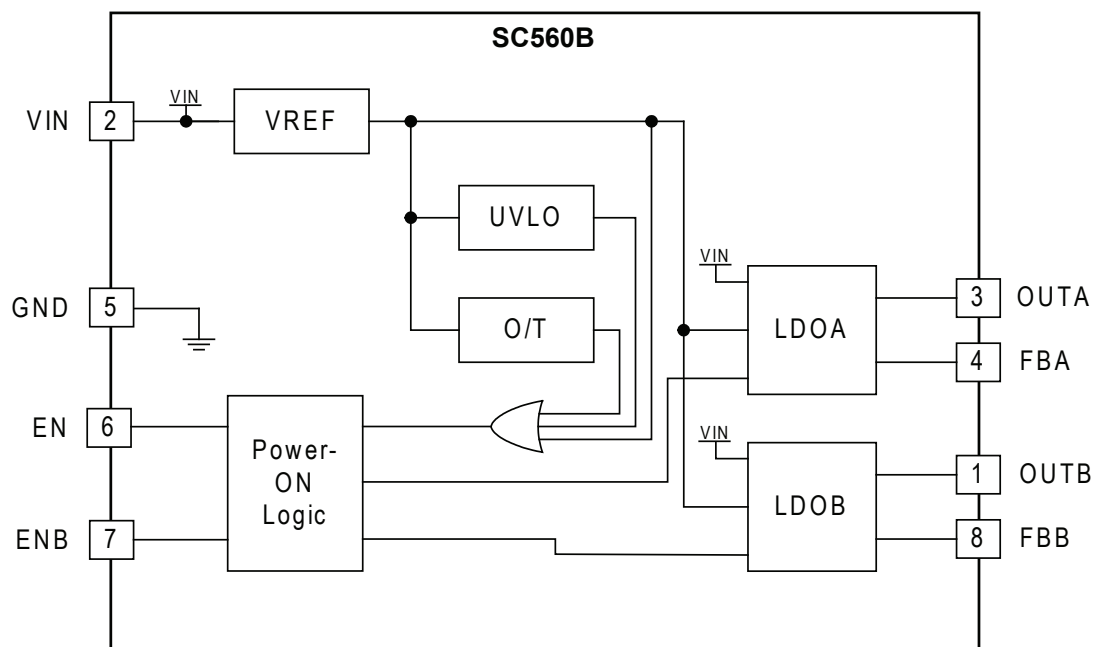 SC560B
VIN
2
VIN
VREF
UVLO
GND
5
O/T
VIN
LDOA
3
OUTA
4
FBA
EN
6
Power-
ON
Logic
VIN
LDOB
1
OUTB
ENB
7
8
FBB